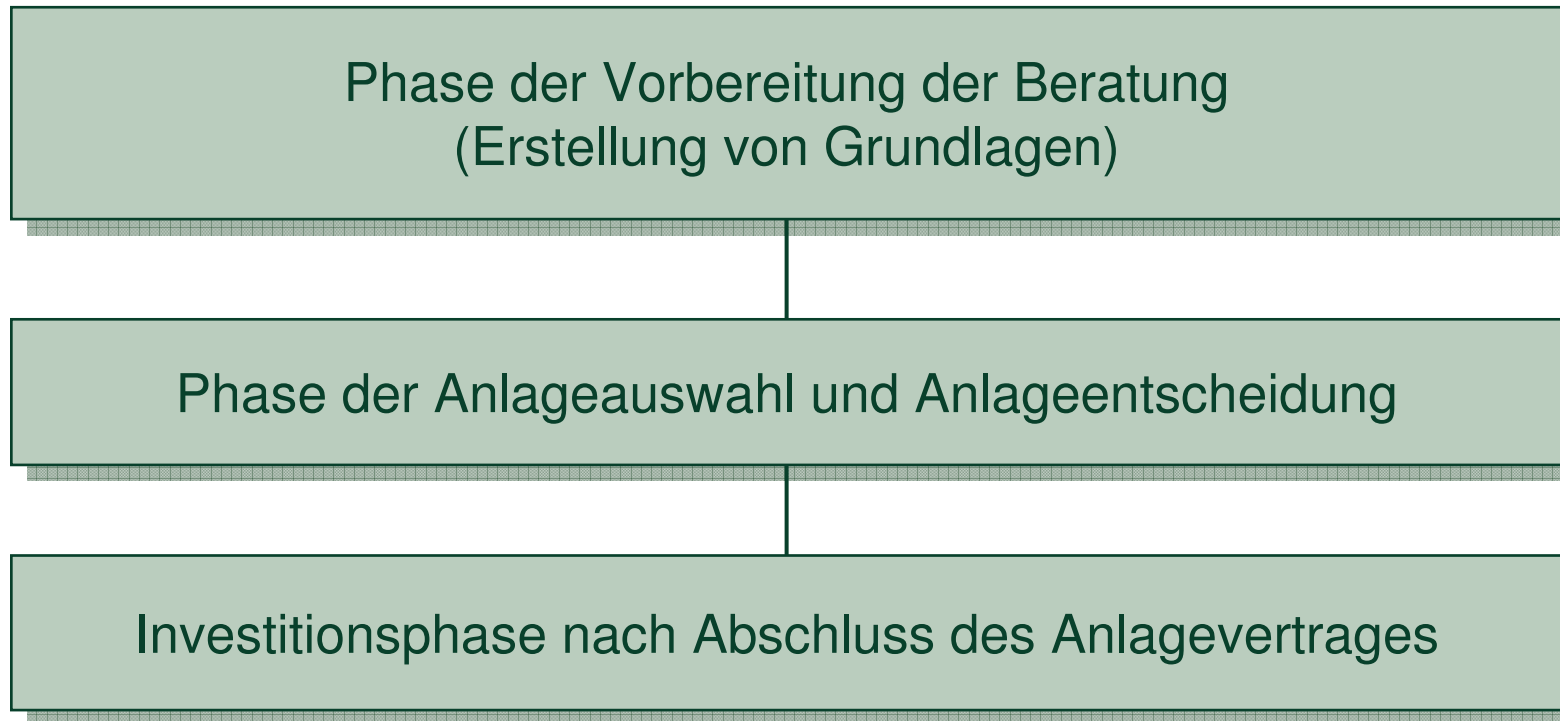 Phase der Vorbereitung der Beratung
(Erstellung von Grundlagen)
Phase der Anlageauswahl und Anlageentscheidung
Investitionsphase nach Abschluss des Anlagevertrages